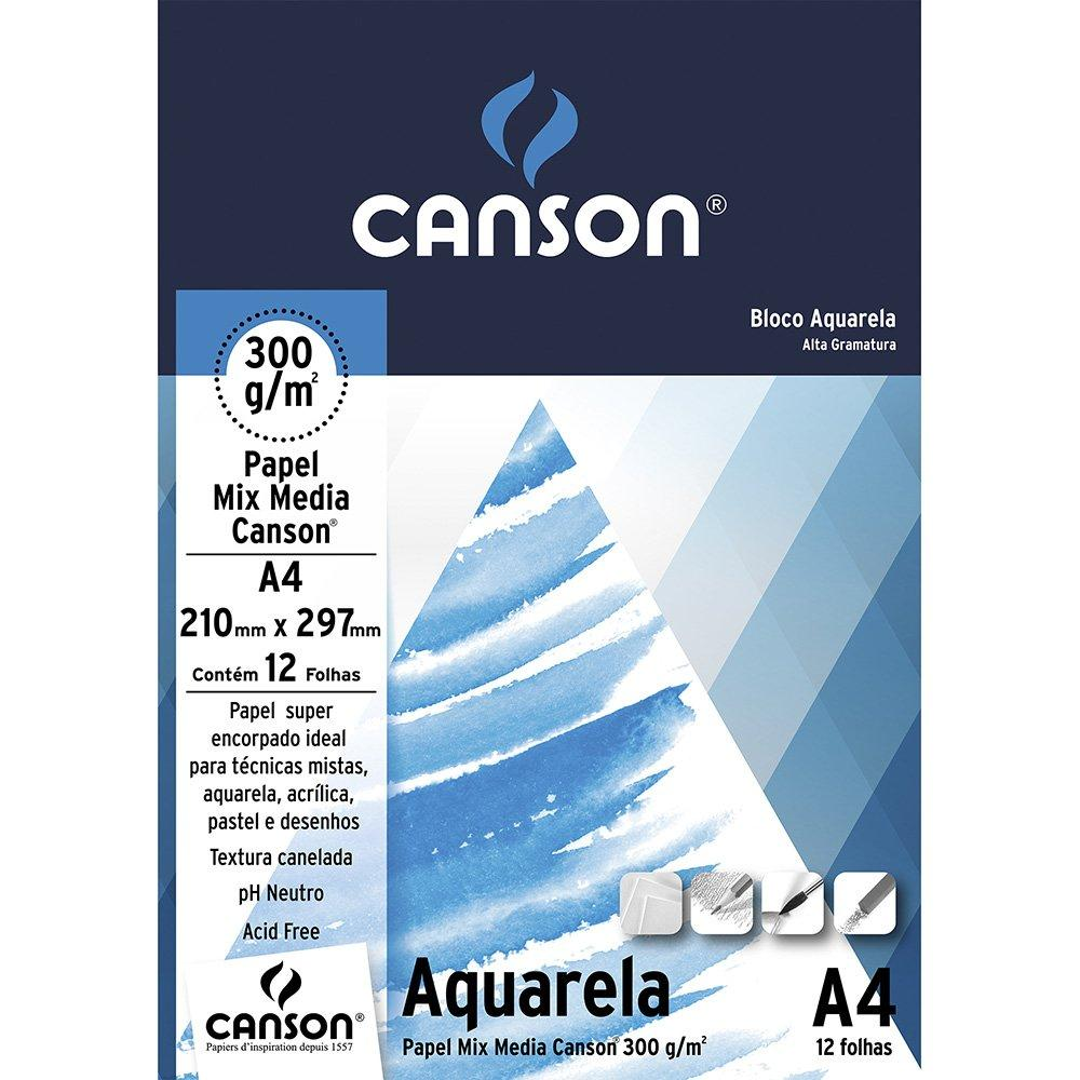 CANSON®
Bloco Aquarela
Alta Gramatura
300
g/m²
Papel
Mix Media
Canson®
A4
210mm x 297mm
Contém 12 Folhas
Papel super
encorpado ideal
para técnicas mistas,
aquarela, acrílica,
pastel e desenhos
Textura canelada
pH Neutro
Acid Free
CANSON®
Papiers d'inspiration depuis 1557
Aquarela
Papel Mix Media Canson® 300 g/m²
A4
12 folhas